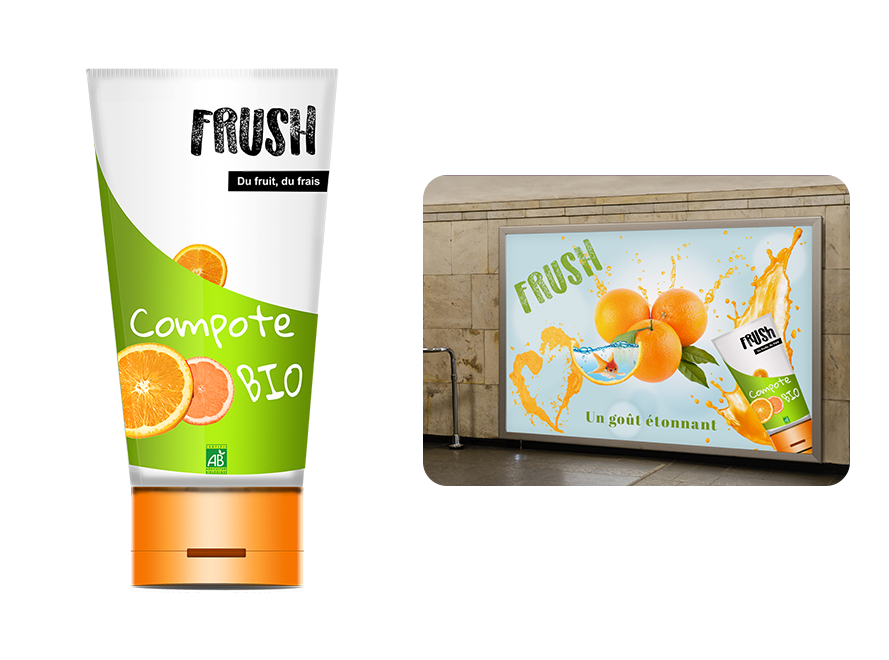 FRUSH
Du fruit, du frais
Compote
BIO
AB
FRUSH
FRUSH
Compote
BIO
Un goût étonnant